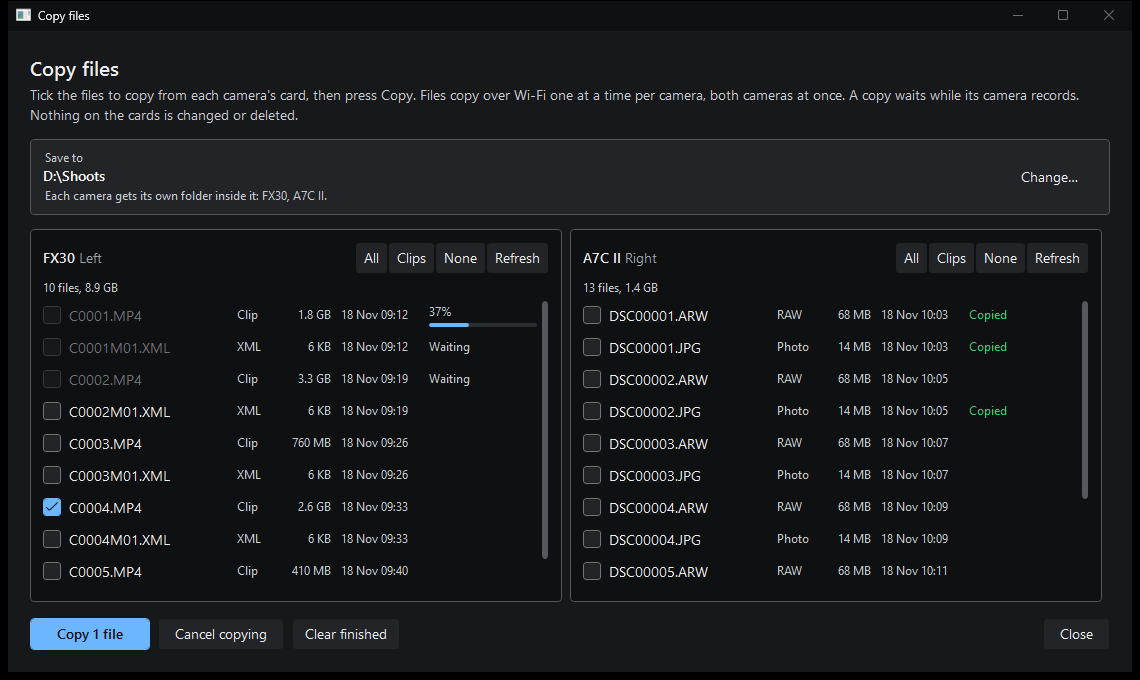 Copy files
Copy files
Tick the files to copy from each camera's card, then press Copy. Files copy over Wi-Fi one at a time per camera, both cameras at once. A copy waits while its camera records.
Nothing on the cards is changed or deleted.
Save to
D:\Shoots
Each camera gets its own folder inside it: FX30, A7C II.
Change...
FX30 Left
All Clips None Refresh
10 files, 8.9 GB
C0001.MP4 Clip 1.8 GB 18 Nov 09:12 37%
C0001M01.XML XML 6 KB 18 Nov 09:12 Waiting
C0002.MP4 Clip 3.3 GB 18 Nov 09:19 Waiting
C0002M01.XML XML 6 KB 18 Nov 09:19
C0003.MP4 Clip 760 MB 18 Nov 09:26
C0003M01.XML XML 6 KB 18 Nov 09:26
C0004.MP4 Clip 2.6 GB 18 Nov 09:33
C0004M01.XML XML 6 KB 18 Nov 09:33
C0005.MP4 Clip 410 MB 18 Nov 09:40
A7C II Right
All Clips None Refresh
13 files, 1.4 GB
DSC00001.ARW RAW 68 MB 18 Nov 10:03 Copied
DSC00001.JPG Photo 14 MB 18 Nov 10:03 Copied
DSC00002.ARW RAW 68 MB 18 Nov 10:05
DSC00002.JPG Photo 14 MB 18 Nov 10:05 Copied
DSC00003.ARW RAW 68 MB 18 Nov 10:07
DSC00003.JPG Photo 14 MB 18 Nov 10:07
DSC00004.ARW RAW 68 MB 18 Nov 10:09
DSC00004.JPG Photo 14 MB 18 Nov 10:09
DSC00005.ARW RAW 68 MB 18 Nov 10:11
Copy 1 file
Cancel copying
Clear finished
Close